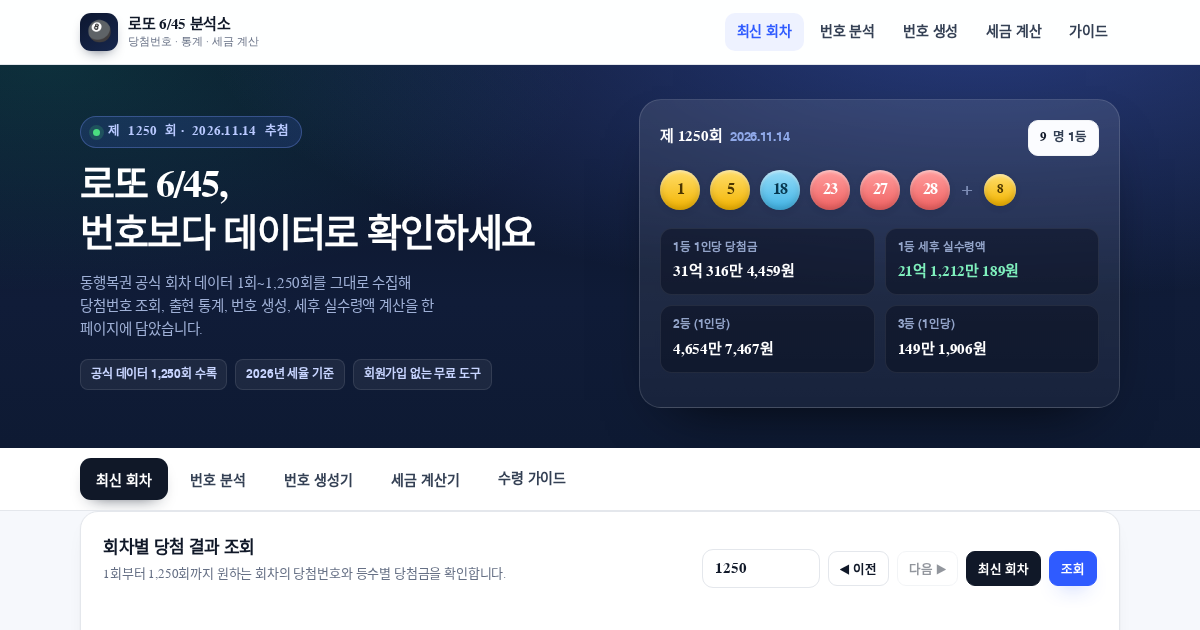 로또 6/45 분석소
당첨번호 · 통계 · 세금 계산
최신 회차
번호 분석
번호 생성
세금 계산
가이드
제 1250 회 · 2026.11.14 추첨
로또 6/45,
번호보다 데이터로 확인하세요
동행복권 공식 회차 데이터 1회~1,250회를 그대로 수집해
당첨번호 조회, 출현 통계, 번호 생성, 세후 실수령액 계산을 한
페이지에 담았습니다.
공식 데이터 1,250회 수록
2026년 세율 기준
회원가입 없는 무료 도구
제 1250회 2026.11.14
9 명 1등
1 5 18 23 27 28 + 8
1등 1인당 당첨금
31억 316만 4,459원
1등 세후 실수령액
21억 1,212만 189원
2등 (1인당)
4,654만 7,467원
3등 (1인당)
149만 1,906원
최신 회차
번호 분석
번호 생성기
세금 계산기
수령 가이드
회차별 당첨 결과 조회
1회부터 1,250회까지 원하는 회차의 당첨번호와 등수별 당첨금을 확인합니다.
1250
◀ 이전
다음 ▶
최신 회차
조회